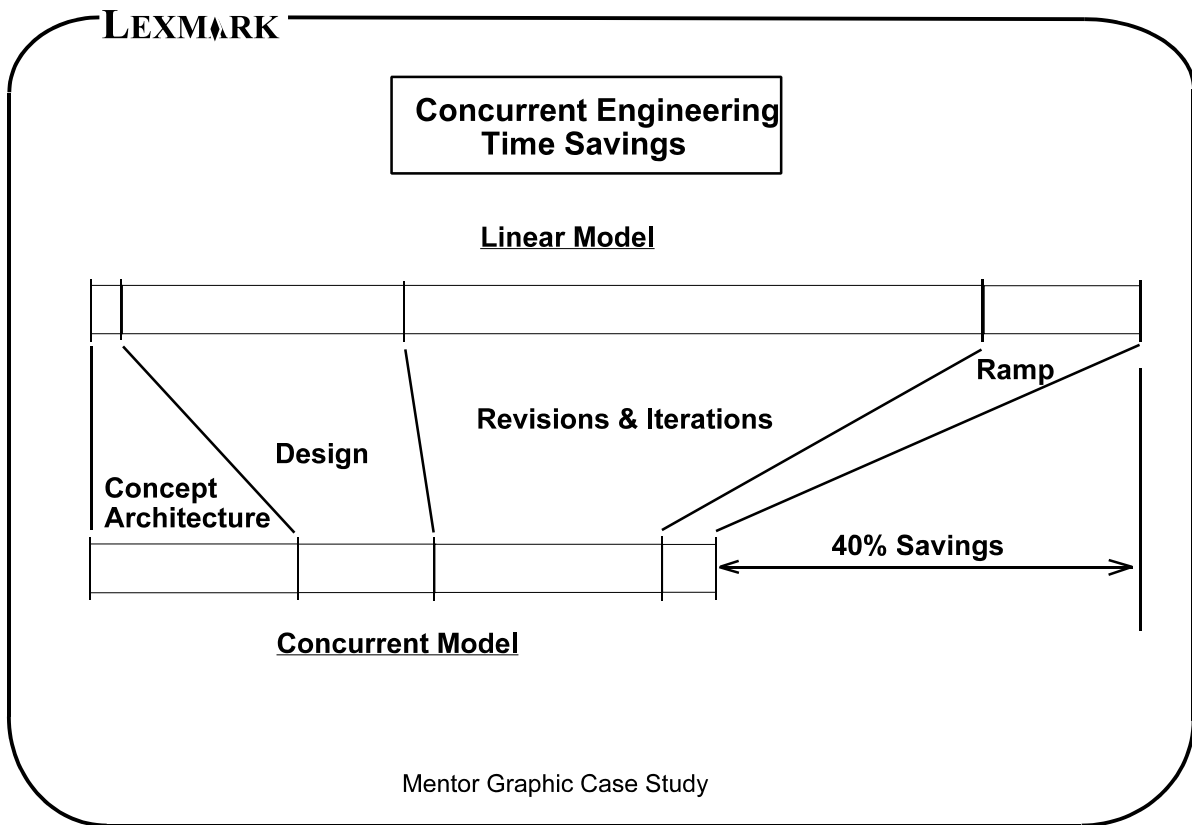 LEXMARK
Concurrent Engineering
Time Savings
Linear Model
Ramp
Revisions & Iterations
Design
Concept
Architecture
40% Savings
Concurrent Model
Mentor Graphic Case Study